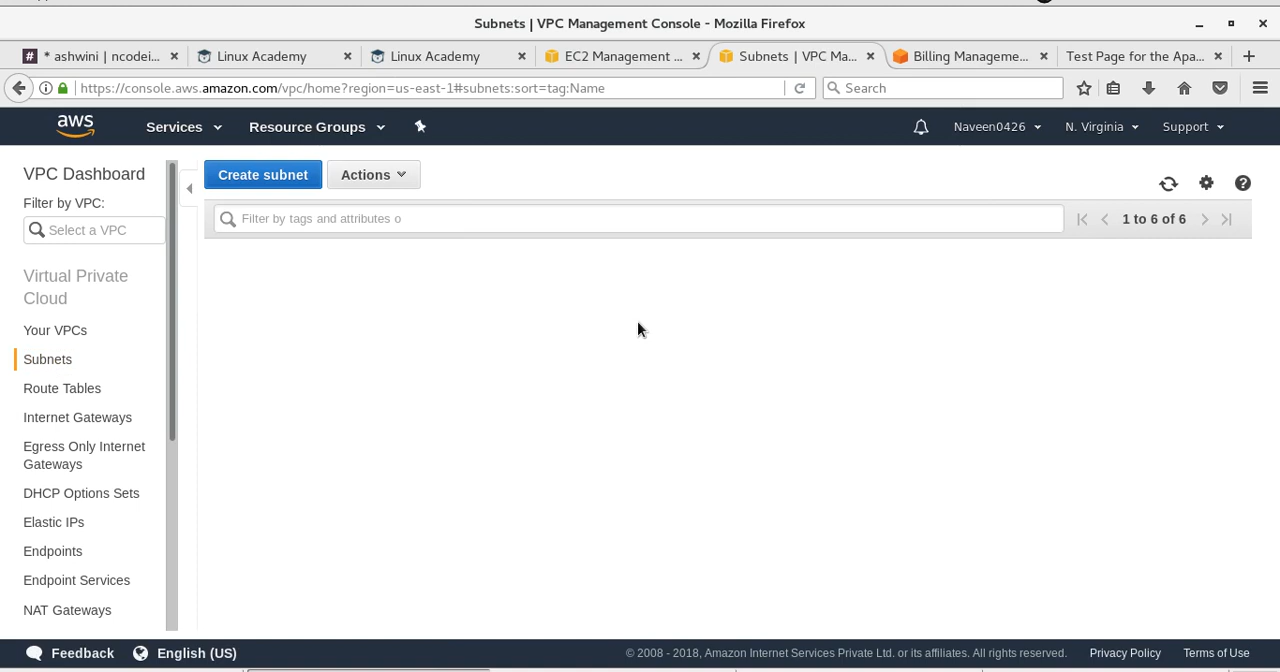 Subnets | VPC Management Console - Mozilla Firefox
* ashwini | ncodei...
Linux Academy
Linux Academy
EC2 Management ...
Subnets | VPC Ma...
Billing Manageme...
Test Page for the Apa...
https://console.aws.amazon.com/vpc/home?region=us-east-1#subnets:sort=tag:Name
Search
aws
Services
Resource Groups
Naveen0426
N. Virginia
Support
VPC Dashboard
Filter by VPC:
Select a VPC
Virtual Private
Cloud
Your VPCs
Subnets
Route Tables
Internet Gateways
Egress Only Internet
Gateways
DHCP Options Sets
Elastic IPs
Endpoints
Endpoint Services
NAT Gateways
Create subnet
Actions
Filter by tags and attributes o
1 to 6 of 6
Feedback
English (US)
© 2008 - 2018, Amazon Internet Services Private Ltd. or its affiliates. All rights reserved.
Privacy Policy
Terms of Use